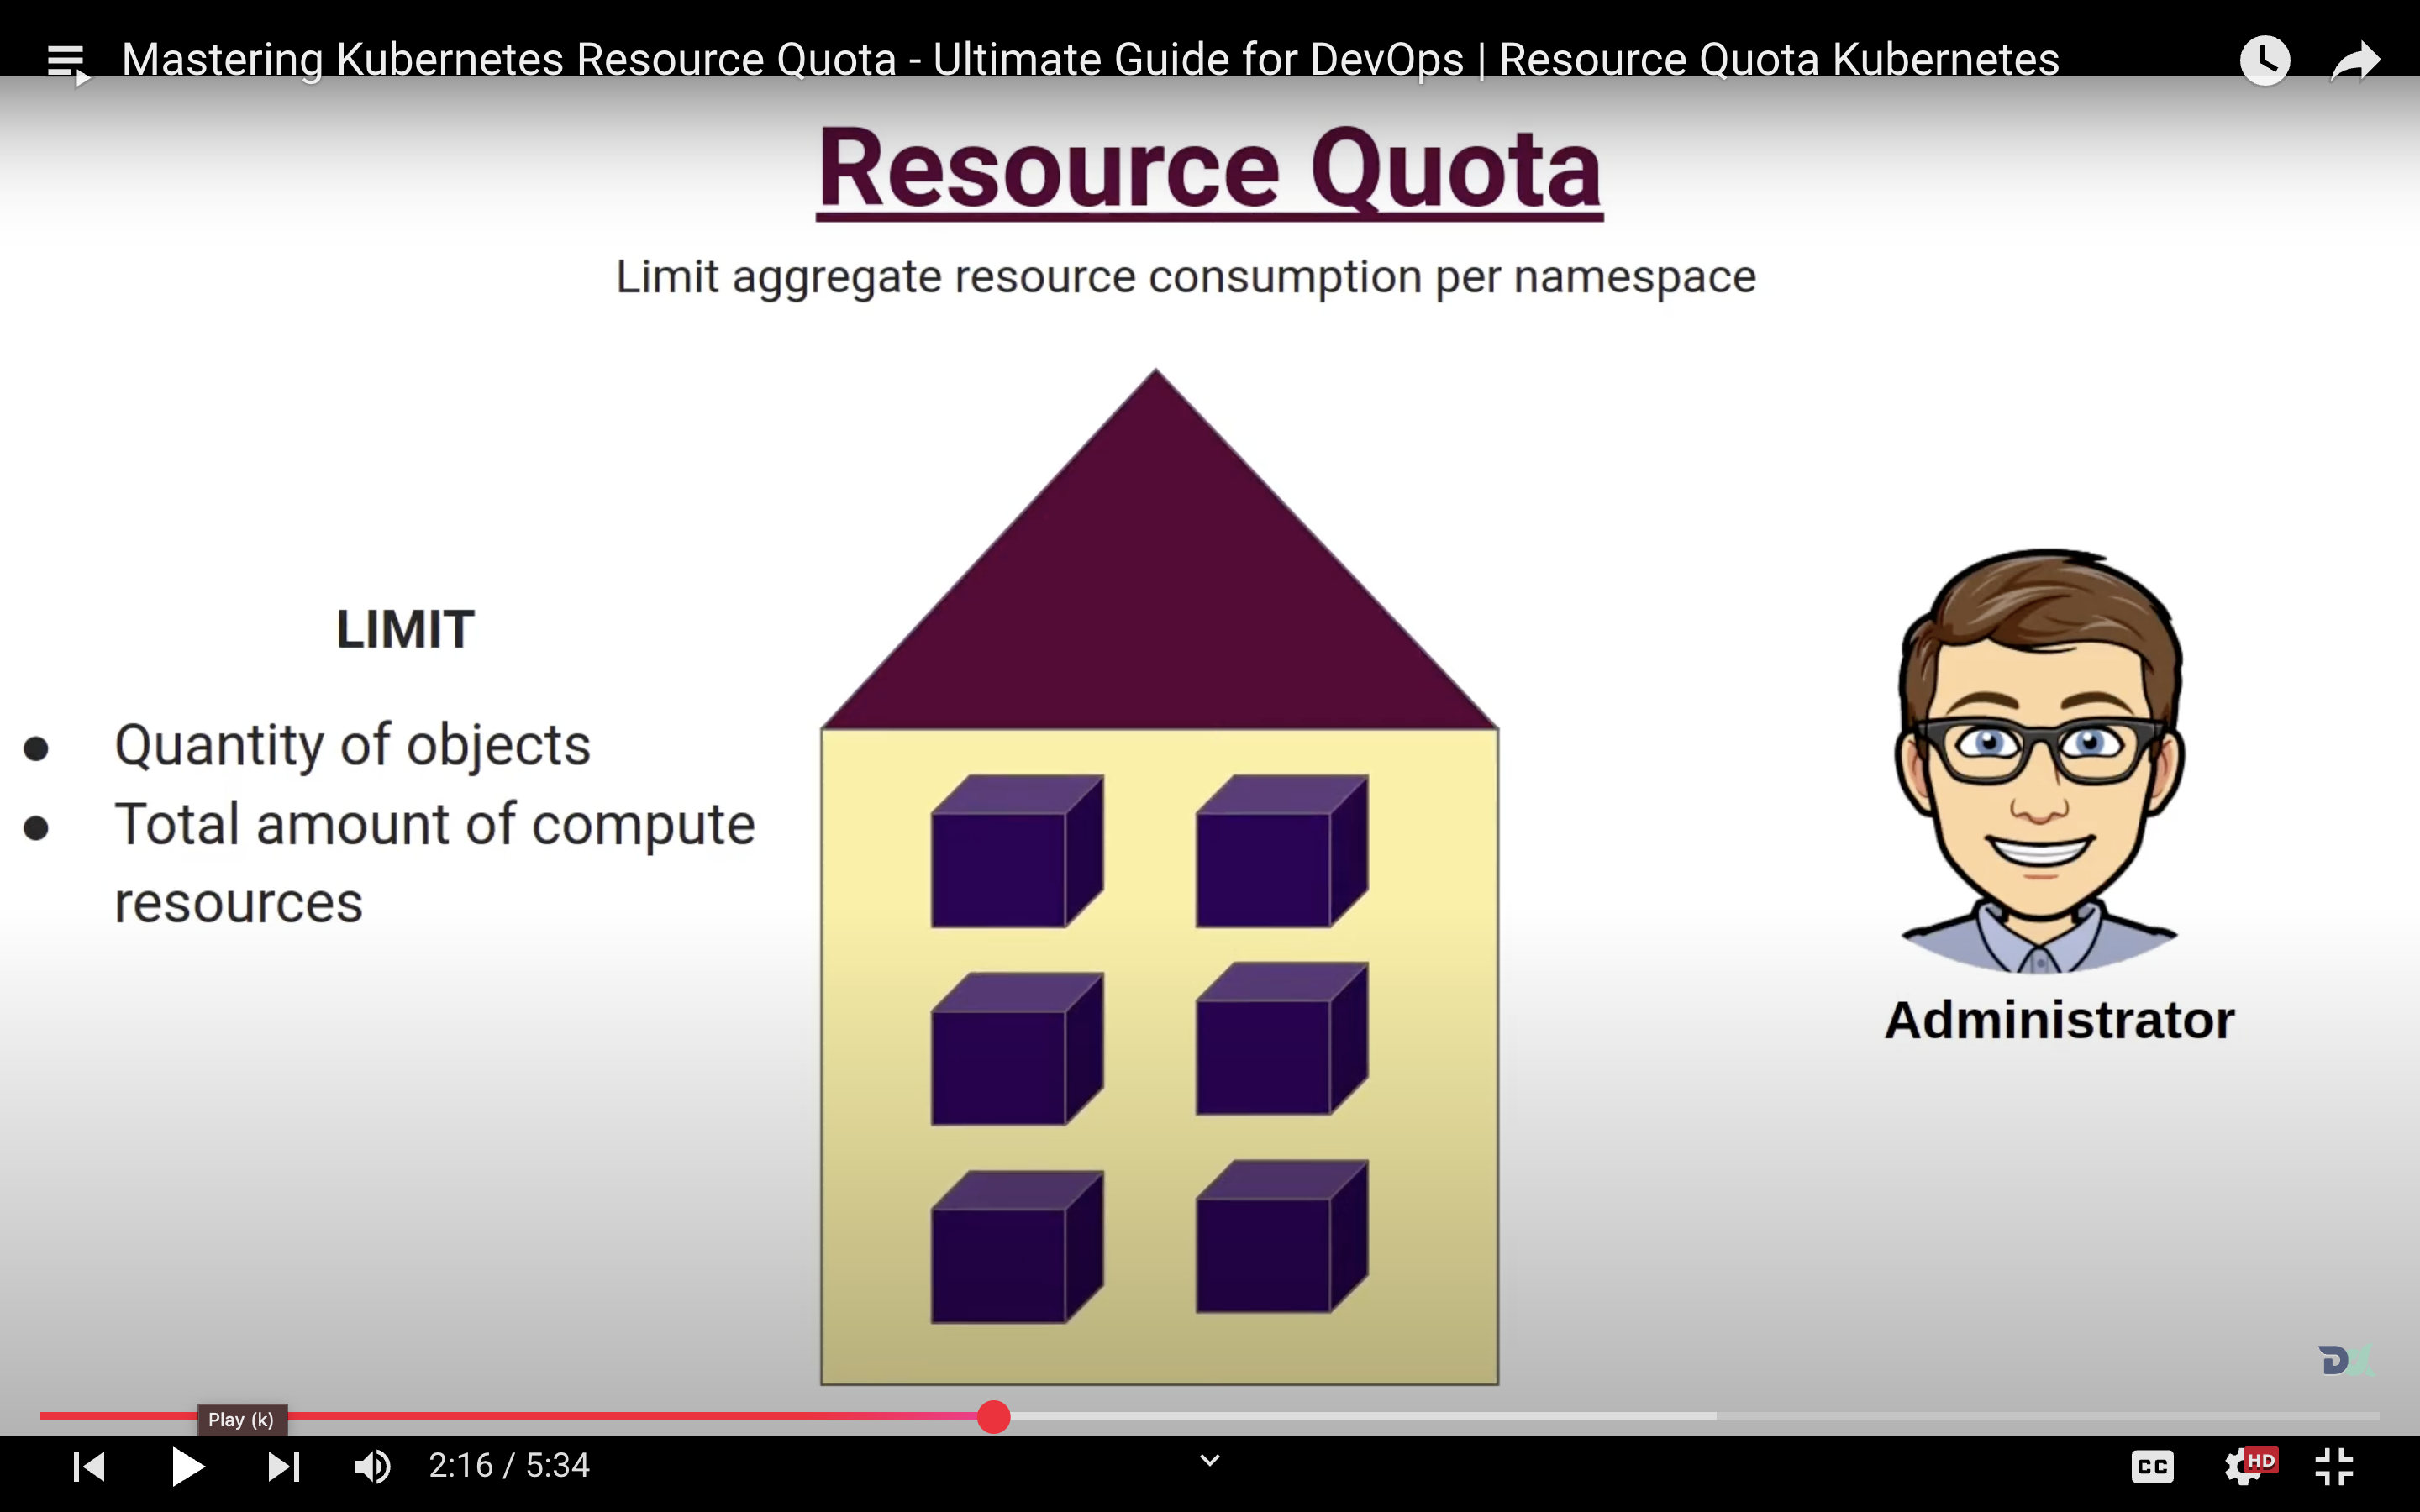 Mastering Kubernetes Resource Quota - Ultimate Guide for DevOps | Resource Quota Kubernetes
Resource Quota
Limit aggregate resource consumption per namespace
LIMIT
● Quantity of objects
● Total amount of compute
resources
Administrator
DX
Play (k)
2:16 / 5:34
CC
HD